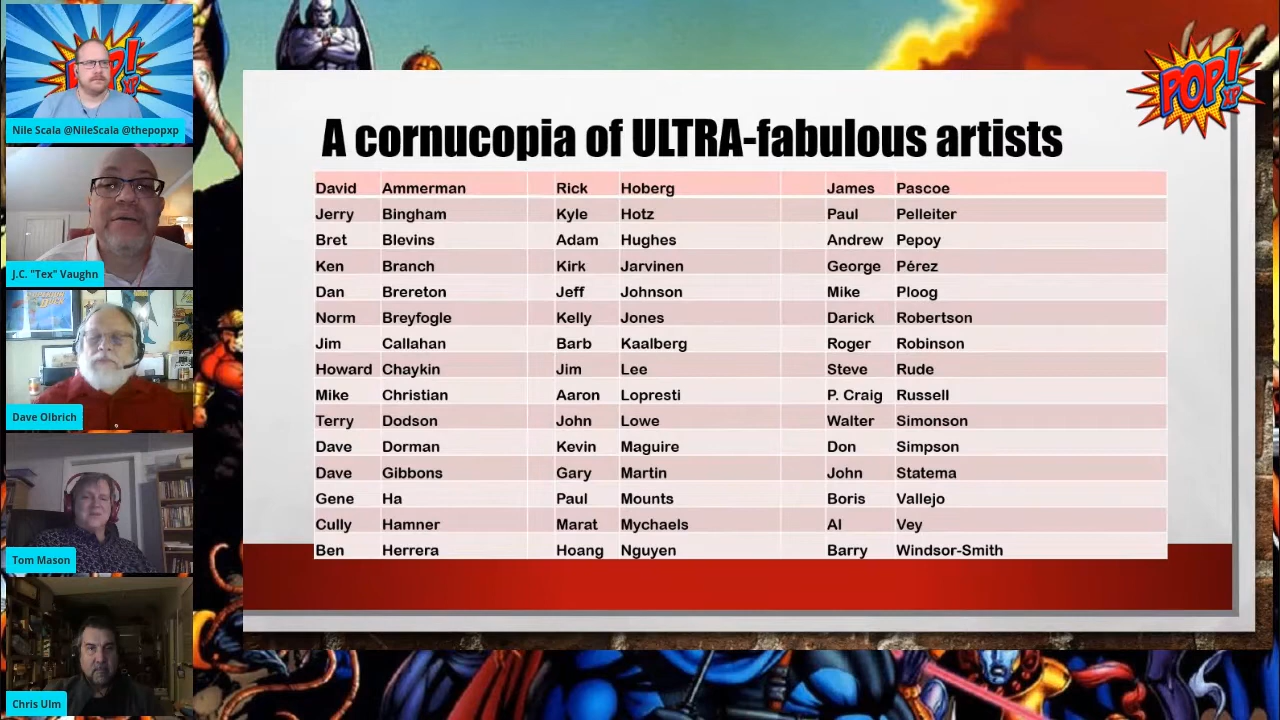 POP!
XP
Nile Scala @NileScala @thepopxp
J.C. "Tex" Vaughn
Dave Olbrich
Tom Mason
Chris Ulm
POP!
XP
A cornucopia of ULTRA-fabulous artists
David Ammerman Rick Hoberg James Pascoe
Jerry Bingham Kyle Hotz Paul Pelleiter
Bret Blevins Adam Hughes Andrew Pepoy
Ken Branch Kirk Jarvinen George Pérez
Dan Brereton Jeff Johnson Mike Ploog
Norm Breyfogle Kelly Jones Darick Robertson
Jim Callahan Barb Kaalberg Roger Robinson
Howard Chaykin Jim Lee Steve Rude
Mike Christian Aaron Lopresti P. Craig Russell
Terry Dodson John Lowe Walter Simonson
Dave Dorman Kevin Maguire Don Simpson
Dave Gibbons Gary Martin John Statema
Gene Ha Paul Mounts Boris Vallejo
Cully Hamner Marat Mychaels Al Vey
Ben Herrera Hoang Nguyen Barry Windsor-Smith